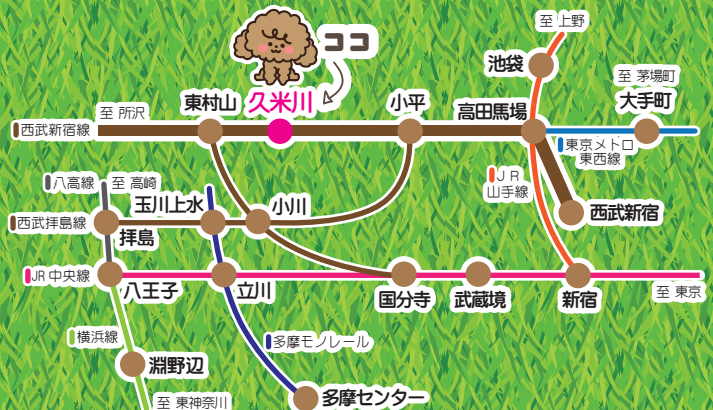 至 上野
ココ
池袋
至 茅場町
大手町
東村山
久米川
小平
高田馬場
至 所沢
西武新宿線
東京メトロ
東西線
八高線
至 高崎
JR
山手線
玉川上水
小川
西武新宿
西武拝島線
拝島
JR中央線
八王子
立川
国分寺
武蔵境
新宿
至 東京
横浜線
多摩モノレール
淵野辺
至 東神奈川
多摩センター